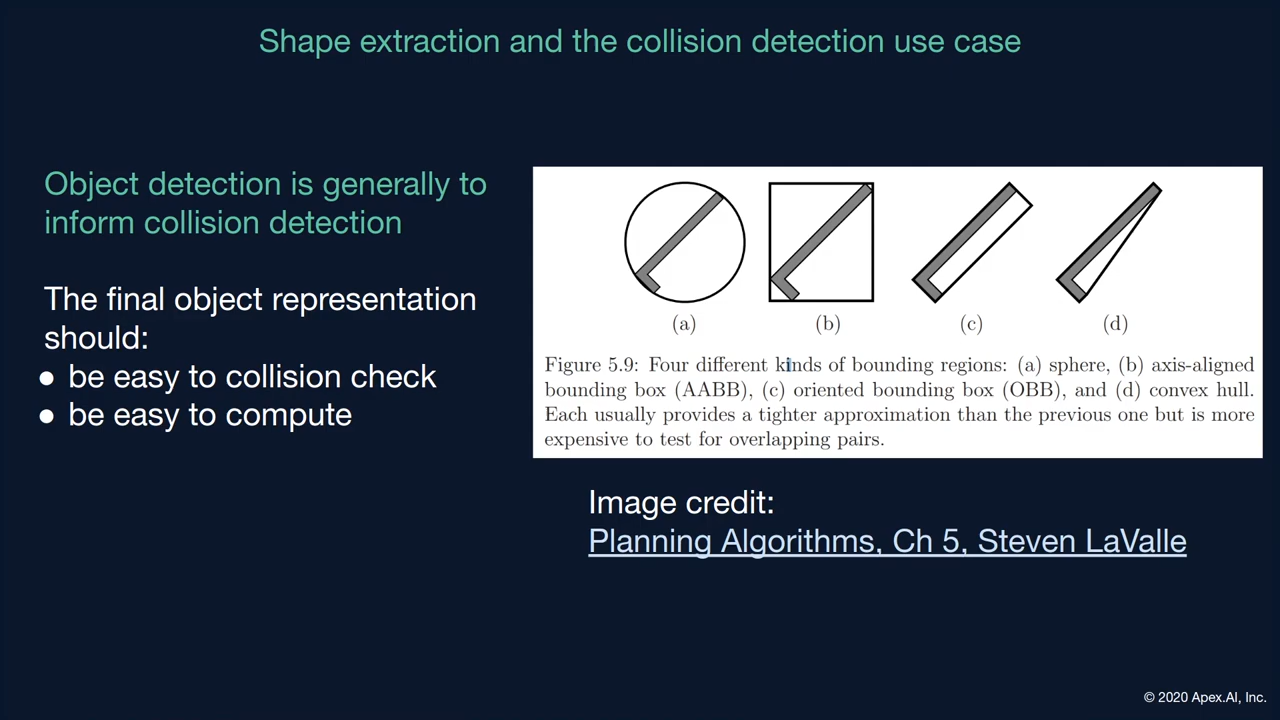 Shape extraction and the collision detection use case
Object detection is generally to
inform collision detection
The final object representation
should:
● be easy to collision check
● be easy to compute
(a)
(b)
(c)
(d)
Figure 5.9: Four different kinds of bounding regions: (a) sphere, (b) axis-aligned
bounding box (AABB), (c) oriented bounding box (OBB), and (d) convex hull.
Each usually provides a tighter approximation than the previous one but is more
expensive to test for overlapping pairs.
Image credit:
Planning Algorithms, Ch 5, Steven LaValle
© 2020 Apex.AI, Inc.